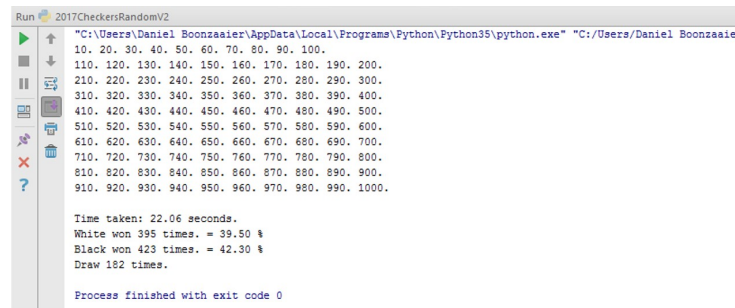 Run 2017CheckersRandomV2
"C:\Users\Daniel Boonzaaier\AppData\Local\Programs\Python\Python35\python.exe" "C:/Users/Daniel Boonzaaie
10. 20. 30. 40. 50. 60. 70. 80. 90. 100.
110. 120. 130. 140. 150. 160. 170. 180. 190. 200.
210. 220. 230. 240. 250. 260. 270. 280. 290. 300.
310. 320. 330. 340. 350. 360. 370. 380. 390. 400.
410. 420. 430. 440. 450. 460. 470. 480. 490. 500.
510. 520. 530. 540. 550. 560. 570. 580. 590. 600.
610. 620. 630. 640. 650. 660. 670. 680. 690. 700.
710. 720. 730. 740. 750. 760. 770. 780. 790. 800.
810. 820. 830. 840. 850. 860. 870. 880. 890. 900.
910. 920. 930. 940. 950. 960. 970. 980. 990. 1000.
Time taken: 22.06 seconds.
White won 395 times. = 39.50 %
Black won 423 times. = 42.30 %
Draw 182 times.
Process finished with exit code 0